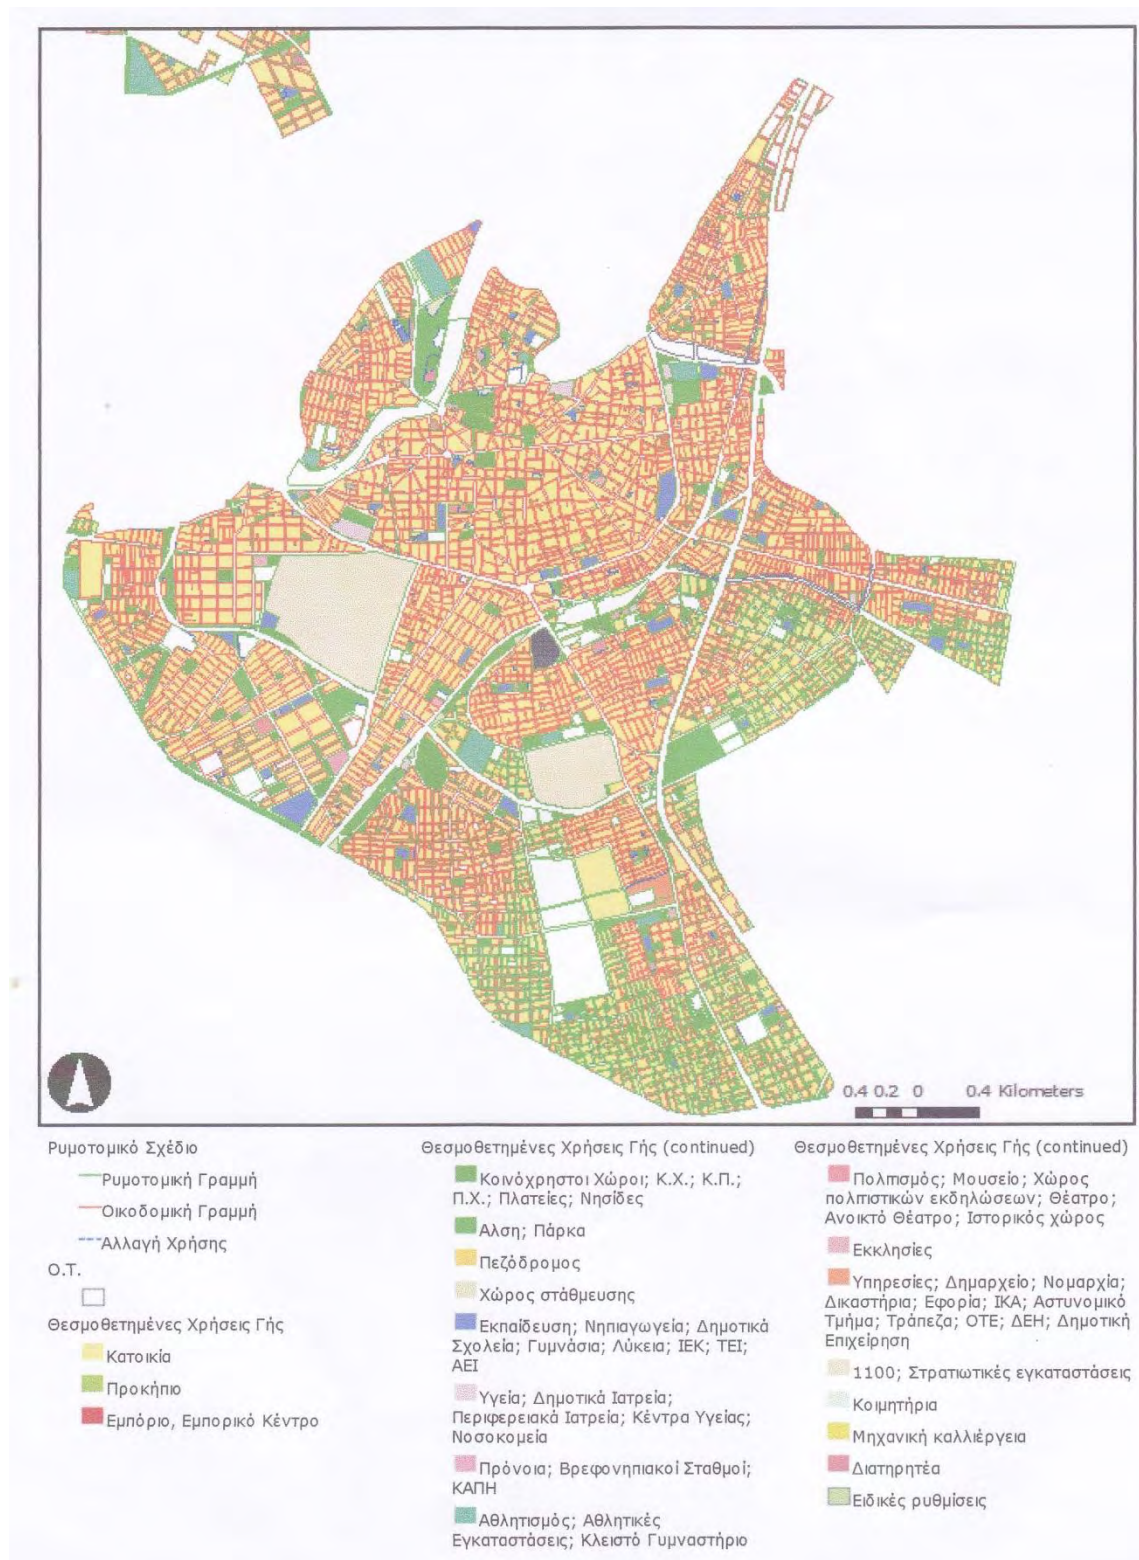 0.4 0.2 0 0.4 Kilometers
Ρυμοτομικό Σχέδιο
Ρυμοτομική Γραμμή
Οικοδομική Γραμμή
Αλλαγή Χρήσης
Ο.Τ.
Θεσμοθετημένες Χρήσεις Γής
Κατοικία
Προκήπιο
Εμπόριο, Εμπορικό Κέντρο
Θεσμοθετημένες Χρήσεις Γής (continued)
Κοινόχρηστοι Χώροι; Κ.Χ.; Κ.Π.;
Π.Χ.; Πλατείες; Νησίδες
Αλση; Πάρκα
Πεζόδρομος
Χώρος στάθμευσης
Εκπαίδευση; Νηπιαγωγεία; Δημοτικά
Σχολεία; Γυμνάσια; Λύκεια; ΙΕΚ; ΤΕΙ;
ΑΕΙ
Υγεία; Δημοτικά Ιατρεία;
Περιφερειακά Ιατρεία; Κέντρα Υγείας;
Νοσοκομεία
Πρόνοια; Βρεφονηπιακοί Σταθμοί;
ΚΑΠΗ
Αθλητισμός; Αθλητικές
Εγκαταστάσεις; Κλειστό Γυμναστήριο
Θεσμοθετημένες Χρήσεις Γής (continued)
Πολιτισμός; Μουσείο; Χώρος
πολιτιστικών εκδηλώσεων; Θέατρο;
Ανοικτό Θέατρο; Ιστορικός χώρος
Εκκλησίες
Υπηρεσίες; Δημαρχείο; Νομαρχία;
Δικαστήρια; Εφορία; ΙΚΑ; Αστυνομικό
Τμήμα; Τράπεζα; ΟΤΕ; ΔΕΗ; Δημοτική
Επιχείρηση
1100; Στρατιωτικές εγκαταστάσεις
Κοιμητήρια
Μηχανική καλλιέργεια
Διατηρητέα
Ειδικές ρυθμίσεις